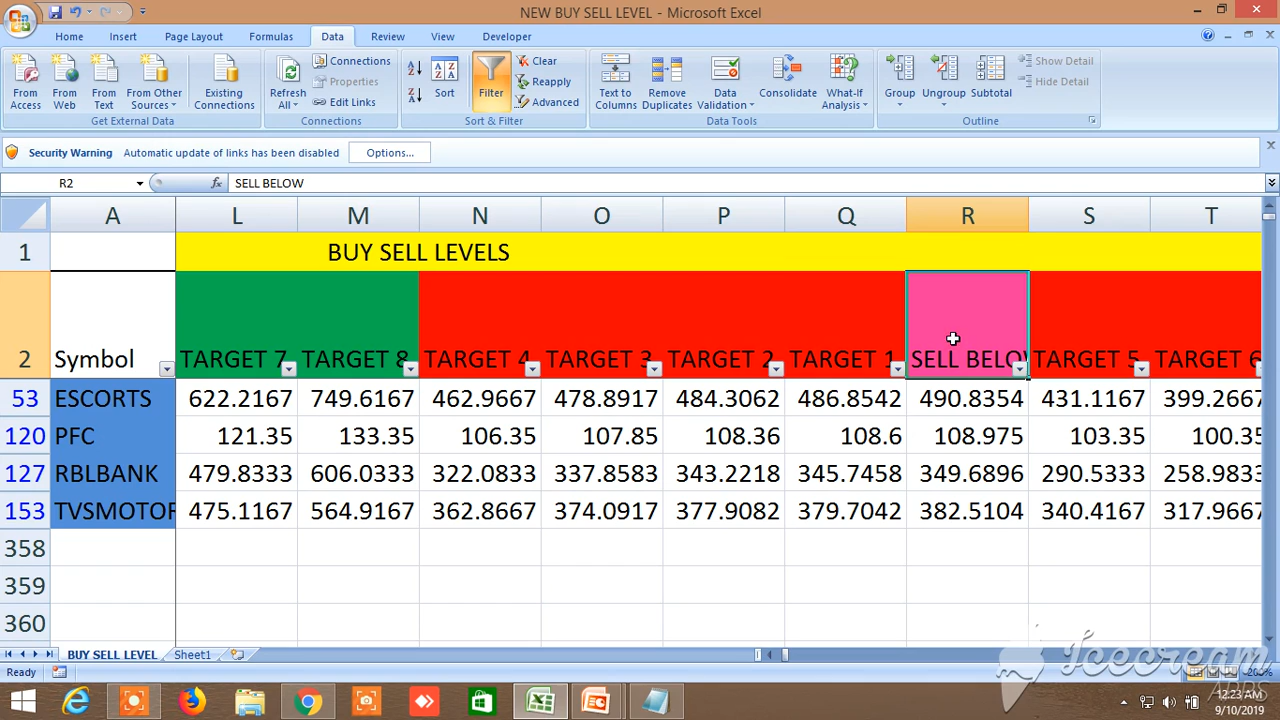 NEW BUY SELL LEVEL - Microsoft Excel
Home Insert Page Layout Formulas Data Review View Developer
From Access
From Web
From Text
From Other Sources
Existing Connections
Get External Data
Refresh All
Connections
Properties
Edit Links
Connections
Sort
Filter
Clear
Reapply
Advanced
Sort & Filter
Text to Columns
Remove Duplicates
Data Validation
Consolidate
What-If Analysis
Data Tools
Group
Ungroup
Subtotal
Show Detail
Hide Detail
Outline
Security Warning Automatic update of links has been disabled Options...
R2 fx SELL BELOW
A L M N O P Q R S T
1 BUY SELL LEVELS
2 Symbol TARGET 7 TARGET 8 TARGET 4 TARGET 3 TARGET 2 TARGET 1 SELL BELOW TARGET 5 TARGET 6
53 ESCORTS 622.2167 749.6167 462.9667 478.8917 484.3062 486.8542 490.8354 431.1167 399.2667
120 PFC 121.35 133.35 106.35 107.85 108.36 108.6 108.975 103.35 100.35
127 RBLBANK 479.8333 606.0333 322.0833 337.8583 343.2218 345.7458 349.6896 290.5333 258.9833
153 TVSMOTOR 475.1167 564.9167 362.8667 374.0917 377.9082 379.7042 382.5104 340.4167 317.9667
358
359
360
BUY SELL LEVEL Sheet1
Ready 200%
Icecream
APPS
12:23 AM
9/10/2019